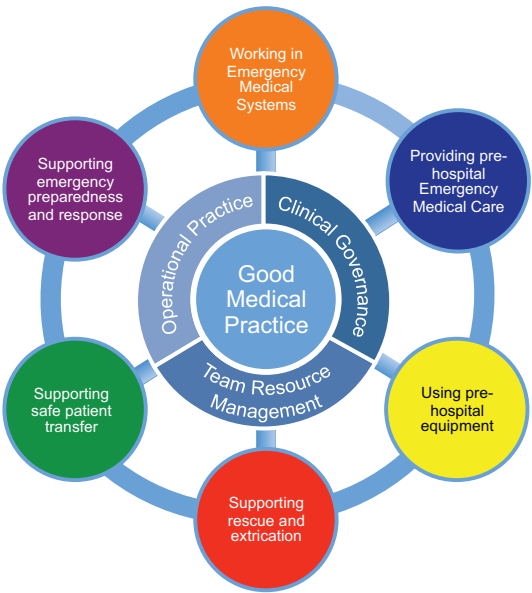 Working in
Emergency
Medical
Systems
Providing pre-
hospital
Emergency
Medical Care
Using pre-
hospital
equipment
Supporting
rescue and
extrication
Supporting
safe patient
transfer
Supporting
emergency
preparedness
and response
Operational Practice
Clinical Governance
Team Resource
Management
Good
Medical
Practice